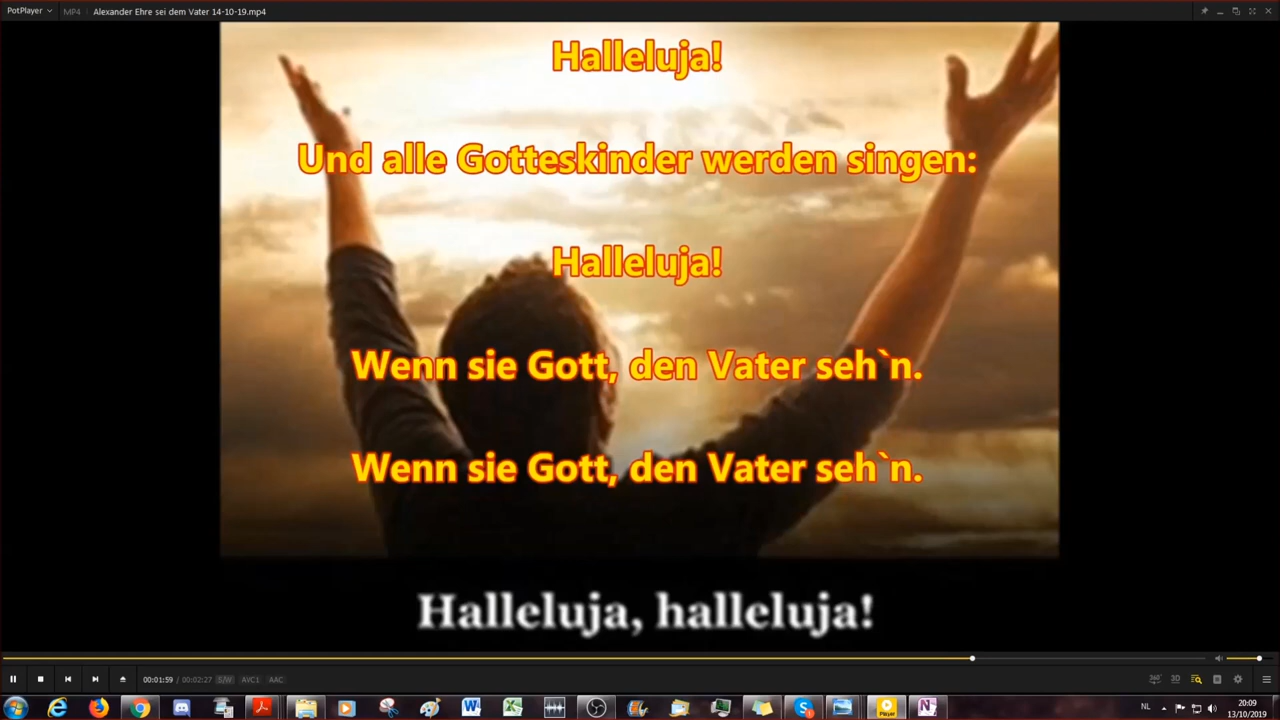 PotPlayer
MP4
Alexander Ehre sei dem Vater 14-10-19.mp4
Halleluja!
Und alle Gotteskinder werden singen:
Halleluja!
Wenn sie Gott, den Vater seh`n.
Wenn sie Gott, den Vater seh`n.
Halleluja, halleluja!
00:01:59 / 00:02:27 S/W AVC1 AAC
360° 3D
NL
20:09
13/10/2019